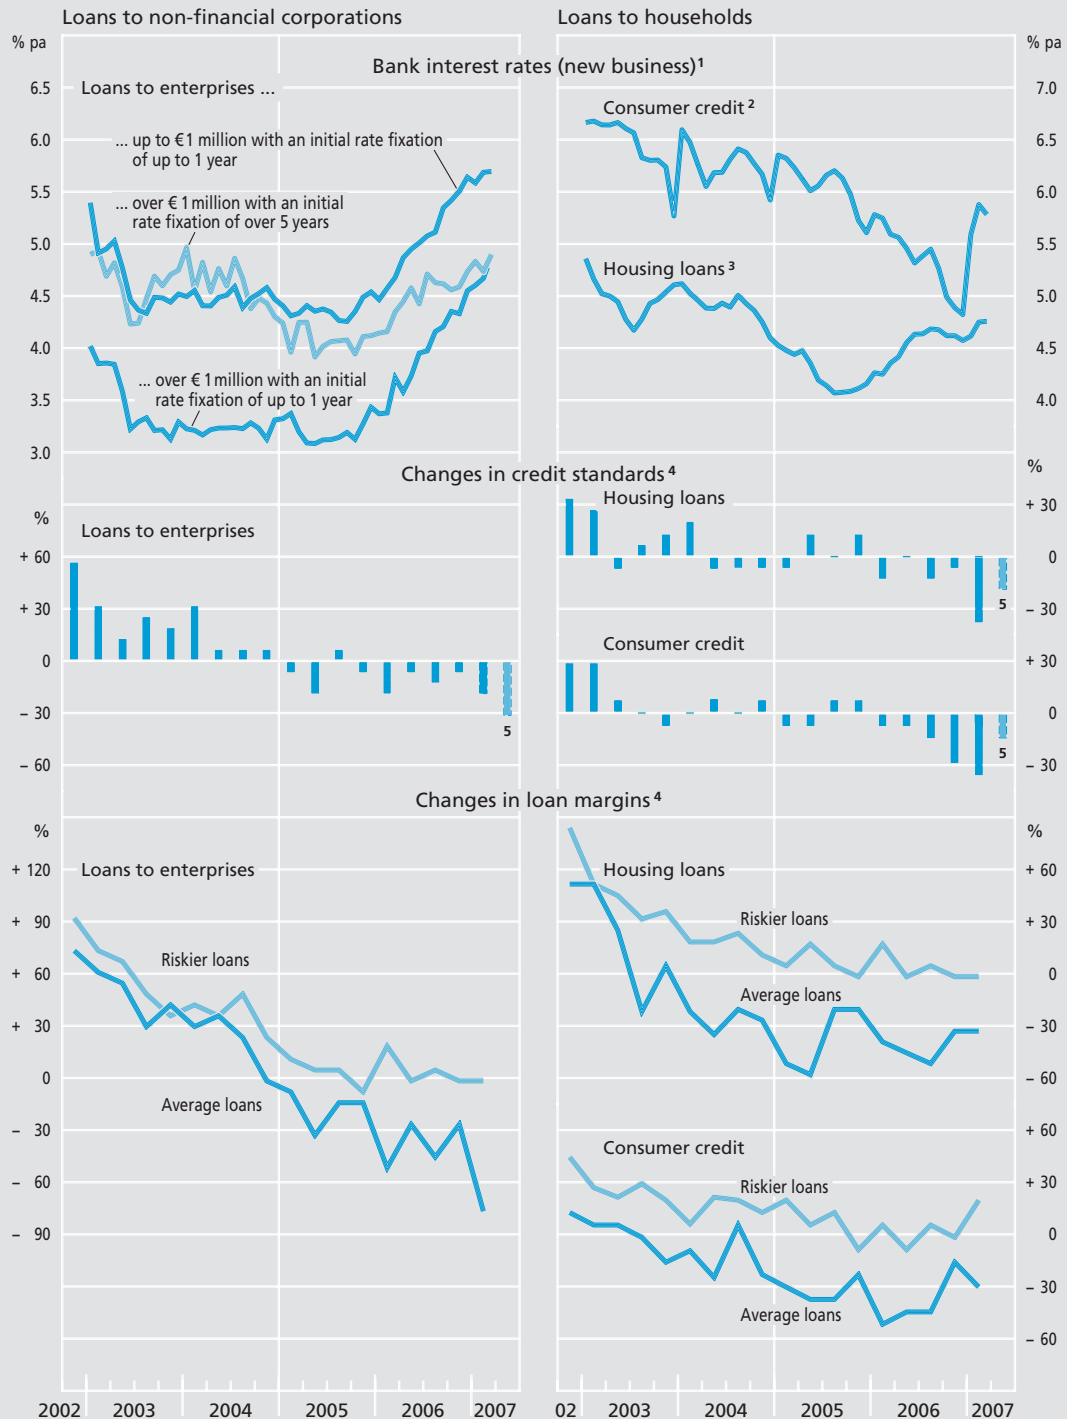 Loans to non-financial corporations
Loans to households
% pa
% pa
Bank interest rates (new business) 1
6.5
Loans to enterprises ...
7.0
Consumer credit 2
6.0
... up to € 1 million with an initial rate fixation
of up to 1 year
6.5
5.5
... over € 1 million with an initial
rate fixation of over 5 years
6.0
5.0
5.5
Housing loans 3
4.5
5.0
4.0
4.5
... over € 1 million with an initial
rate fixation of up to 1 year
3.5
4.0
3.0
%
Changes in credit standards 4
Housing loans
+ 30
%
Loans to enterprises
+ 60
0
+ 30
5
– 30
Consumer credit
0
+ 30
– 30
0
5
5
– 60
– 30
Changes in loan margins 4
%
%
+ 120
Loans to enterprises
Housing loans
+ 60
+ 90
Riskier loans
+ 30
Riskier loans
+ 60
0
Average loans
+ 30
– 30
0
– 60
Average loans
– 30
+ 60
Consumer credit
– 60
Riskier loans
+ 30
– 90
0
– 30
Average loans
– 60
2002 2003 2004 2005 2006 2007
02 2003 2004 2005 2006 2007